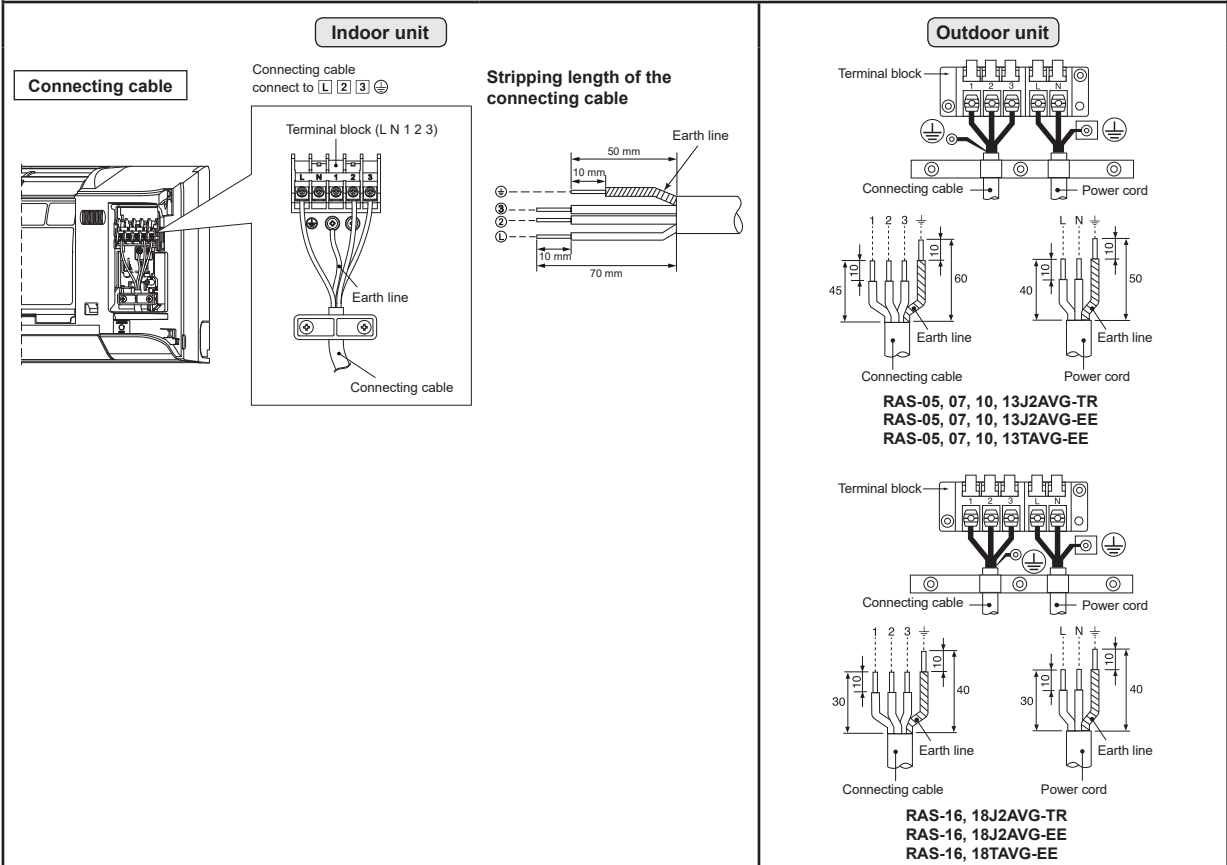 Indoor unit
Connecting cable
Connecting cable
connect to L 2 3
Terminal block (L N 1 2 3)
L N 1 2 3
Earth line
Connecting cable
Stripping length of the
connecting cable
Earth line
50 mm
10 mm
3
2
L
10 mm
70 mm
Outdoor unit
Terminal block
1 2 3 L N
Connecting cable
Power cord
1 2 3
10
10
45
60
Earth line
Connecting cable
L N
10
10
40
50
Earth line
Power cord
RAS-05, 07, 10, 13J2AVG-TR
RAS-05, 07, 10, 13J2AVG-EE
RAS-05, 07, 10, 13TAVG-EE
Terminal block
1 2 3 L N
Connecting cable
Power cord
1 2 3
10
10
30
40
Earth line
Connecting cable
L N
10
10
30
40
Earth line
Power cord
RAS-16, 18J2AVG-TR
RAS-16, 18J2AVG-EE
RAS-16, 18TAVG-EE